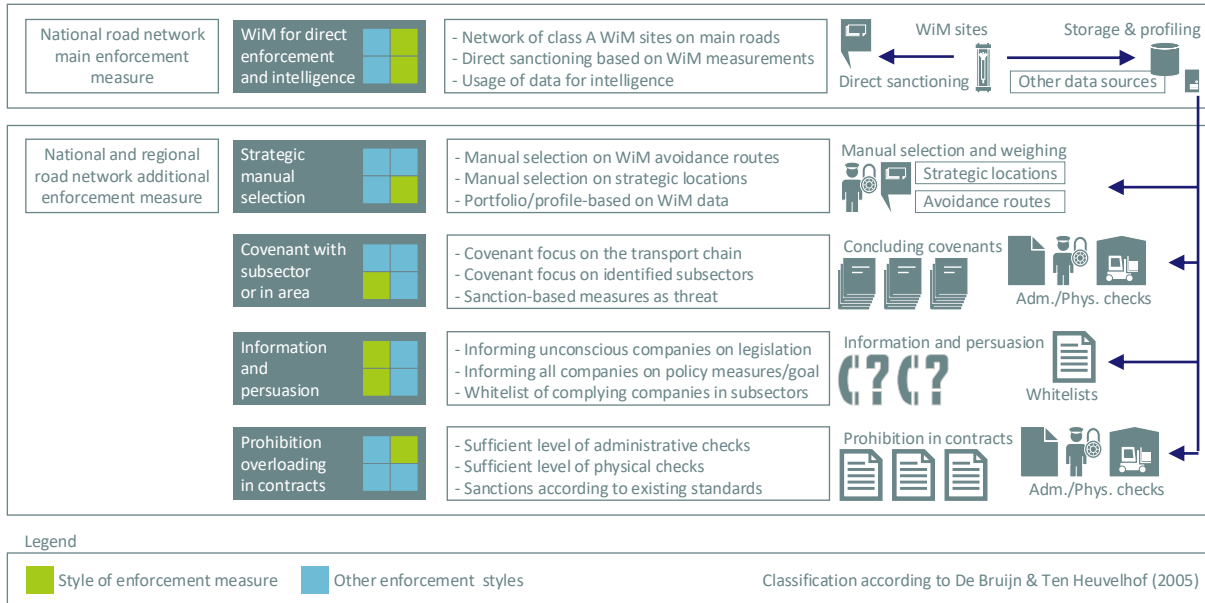 National road network
main enforcement
measure
WiM for direct
enforcement
and intelligence
- Network of class A WiM sites on main roads
- Direct sanctioning based on WiM measurements
- Usage of data for intelligence
WiM sites
Storage & profiling
Direct sanctioning
Other data sources
National and regional
road network additional
enforcement measure
Strategic
manual
selection
- Manual selection on WiM avoidance routes
- Manual selection on strategic locations
- Portfolio/profile-based on WiM data
Manual selection and weighing
Strategic locations
Avoidance routes
Covenant with
subsector
or in area
- Covenant focus on the transport chain
- Covenant focus on identified subsectors
- Sanction-based measures as threat
Concluding covenants
Adm./Phys. checks
Information
and
persuasion
- Informing unconscious companies on legislation
- Informing all companies on policy measures/goal
- Whitelist of complying companies in subsectors
Information and persuasion
Whitelists
Prohibition
overloading
in contracts
- Sufficient level of administrative checks
- Sufficient level of physical checks
- Sanctions according to existing standards
Prohibition in contracts
Adm./Phys. checks
Legend
Style of enforcement measure
Other enforcement styles
Classification according to De Bruijn & Ten Heuvelhof (2005)